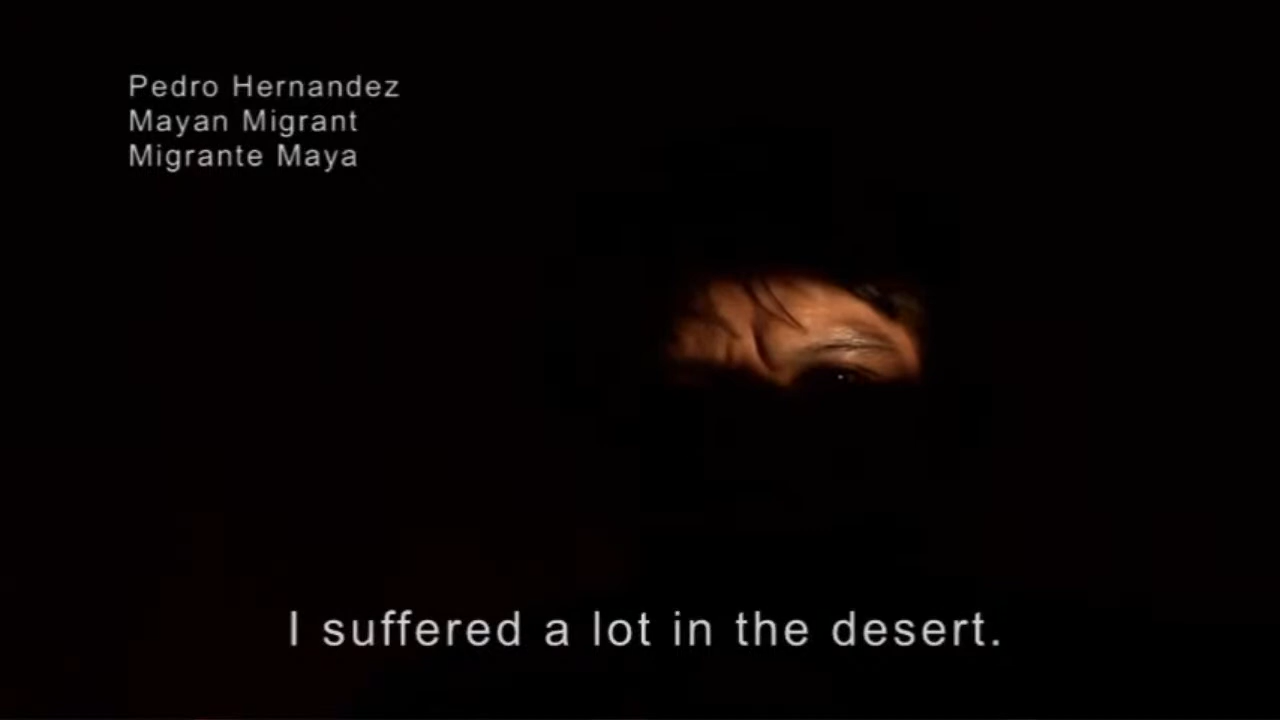 Pedro Hernandez
Mayan Migrant
Migrante Maya
I suffered a lot in the desert.